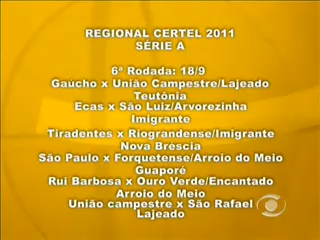 REGIONAL CERTEL 2011
SÉRIE A
6ª Rodada: 18/9
Gaúcho x União Campestre/Lajeado
Teutônia
Ecas x São Luiz/Arvorezinha
Imigrante
Tiradentes x Riograndense/Imigrante
Nova Bréscia
São Paulo x Forquetense/Arroio do Meio
Guaporé
Rui Barbosa x Ouro Verde/Encantado
Arroio do Meio
União campestre x São Rafael
Lajeado